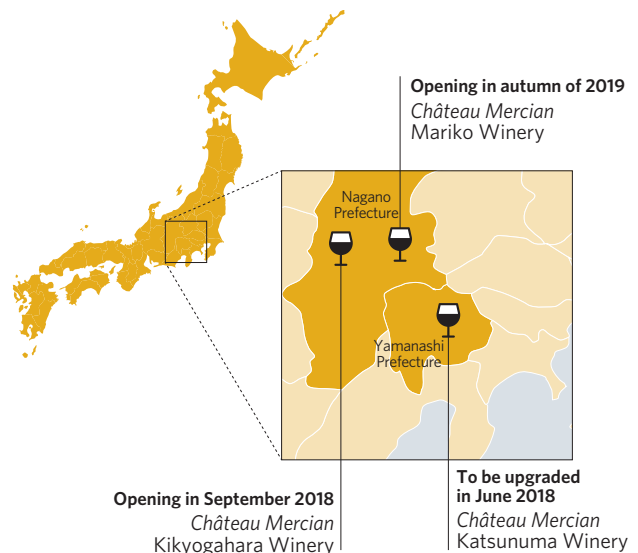 Opening in autumn of 2019
Château Mercian
Mariko Winery
Nagano
Prefecture
Yamanashi
Prefecture
Opening in September 2018
Château Mercian
Kikyogahara Winery
To be upgraded
in June 2018
Château Mercian
Katsunuma Winery